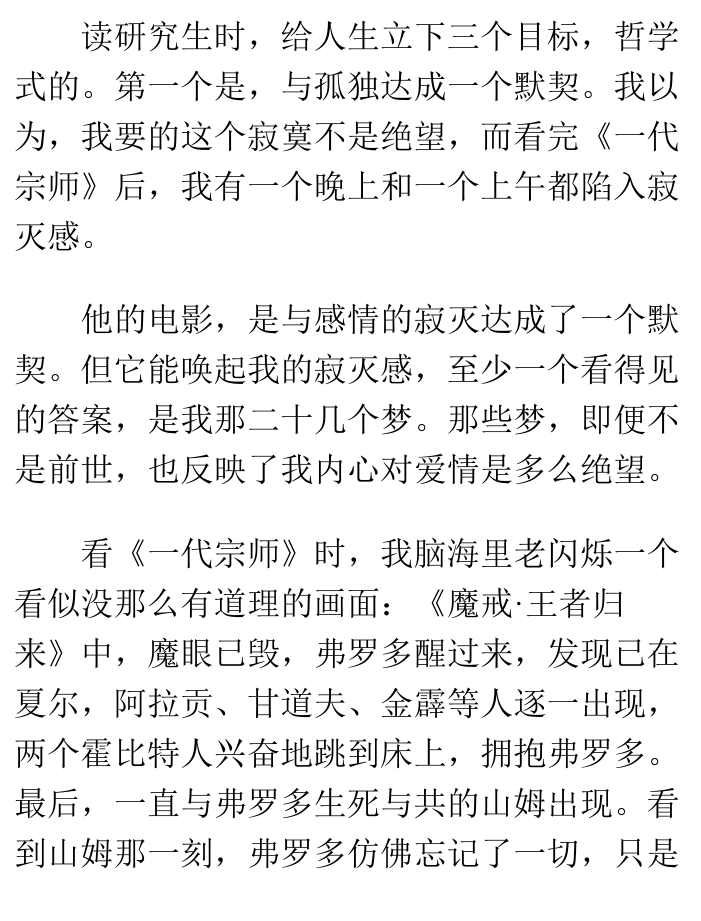 读研究生时，给人生立下三个目标，哲学
式的。第一个是，与孤独达成一个默契。我以
为，我要的这个寂寞不是绝望，而看完《一代
宗师》后，我有一个晚上和一个上午都陷入寂
灭感。
他的电影，是与感情的寂灭达成了一个默
契。但它能唤起我的寂灭感，至少一个看得见
的答案，是我那二十几个梦。那些梦，即便不
是前世，也反映了我内心对爱情是多么绝望。
看《一代宗师》时，我脑海里老闪烁一个
看似没那么有道理的画面：《魔戒·王者归
来》中，魔眼已毁，弗罗多醒过来，发现己在
夏尔，阿拉贡、甘道夫、金霹等人逐一出现，
两个霍比特人兴奋地跳到床上，拥抱弗罗多。
最后，一直与弗罗多生死与共的山姆出现。看
到山姆那一刻，弗罗多仿佛忘记了一切，只是